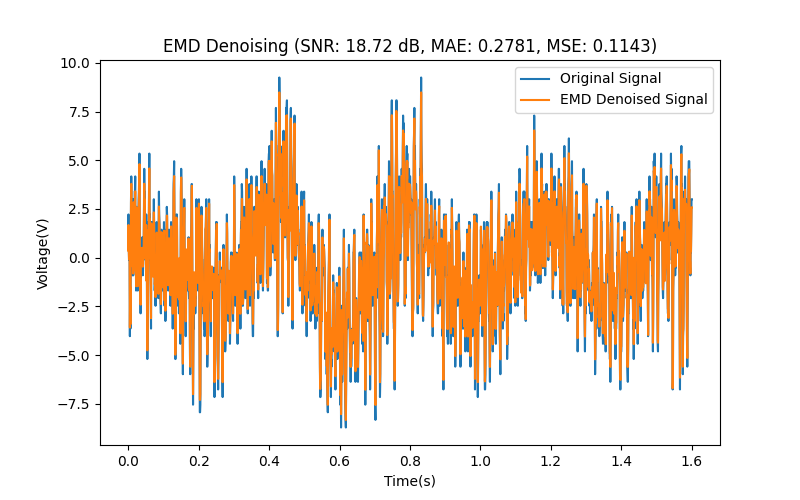 EMD Denoising (SNR: 18.72 dB, MAE: 0.2781, MSE: 0.1143)
Original Signal
EMD Denoised Signal
10.0
7.5
5.0
2.5
0.0
−2.5
−5.0
−7.5
Voltage(V)
0.0 0.2 0.4 0.6 0.8 1.0 1.2 1.4 1.6
Time(s)